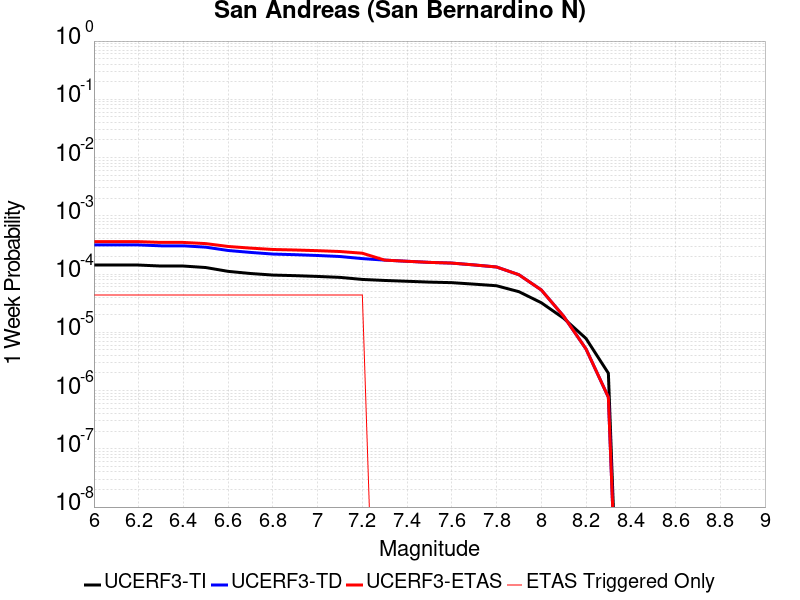 San Andreas (San Bernardino N)
10^0
10^-1
10^-2
10^-3
10^-4
10^-5
10^-6
10^-7
10^-8
1 Week Probability
6 6.2 6.4 6.6 6.8 7 7.2 7.4 7.6 7.8 8 8.2 8.4 8.6 8.8 9
Magnitude
UCERF3-TI UCERF3-TD UCERF3-ETAS ETAS Triggered Only